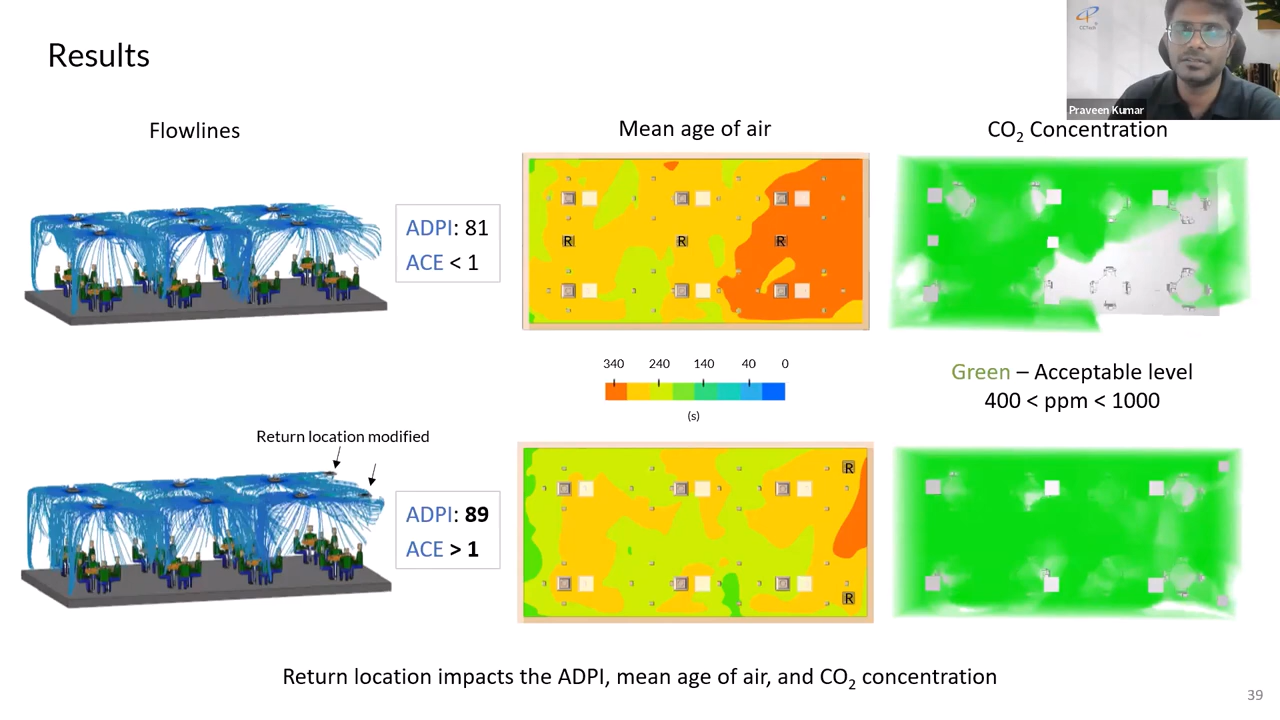 Results
CCTech
Praveen Kumar
Flowlines
Mean age of air
CO₂ Concentration
ADPI: 81
ACE < 1
R
R
R
340 240 140 40 0
(s)
Green – Acceptable level
400 < ppm < 1000
Return location modified
ADPI: 89
ACE > 1
R
R
Return location impacts the ADPI, mean age of air, and CO₂ concentration
39